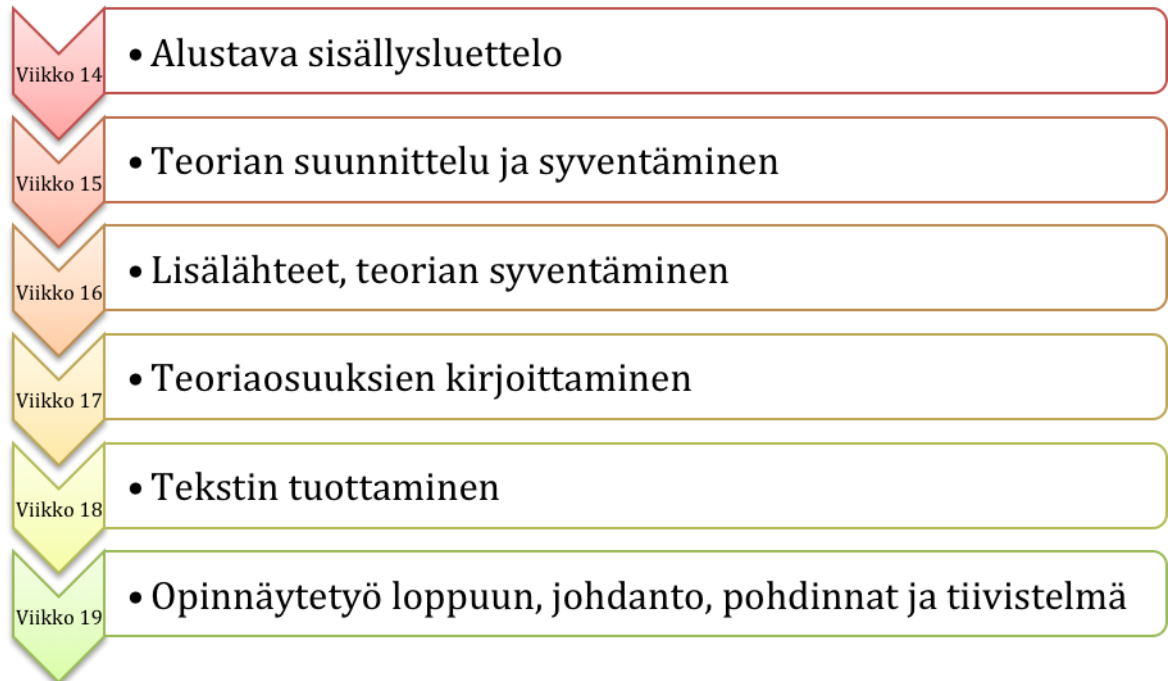 Viikko 14
• Alustava sisällysluettelo
Viikko 15
• Teorian suunnittelu ja syventäminen
Viikko 16
• Lisälähteet, teorian syventäminen
Viikko 17
• Teoriaosuuksien kirjoittaminen
Viikko 18
• Tekstin tuottaminen
Viikko 19
• Opinnäytetyö loppuun, johdanto, pohdinnat ja tiivistelmä